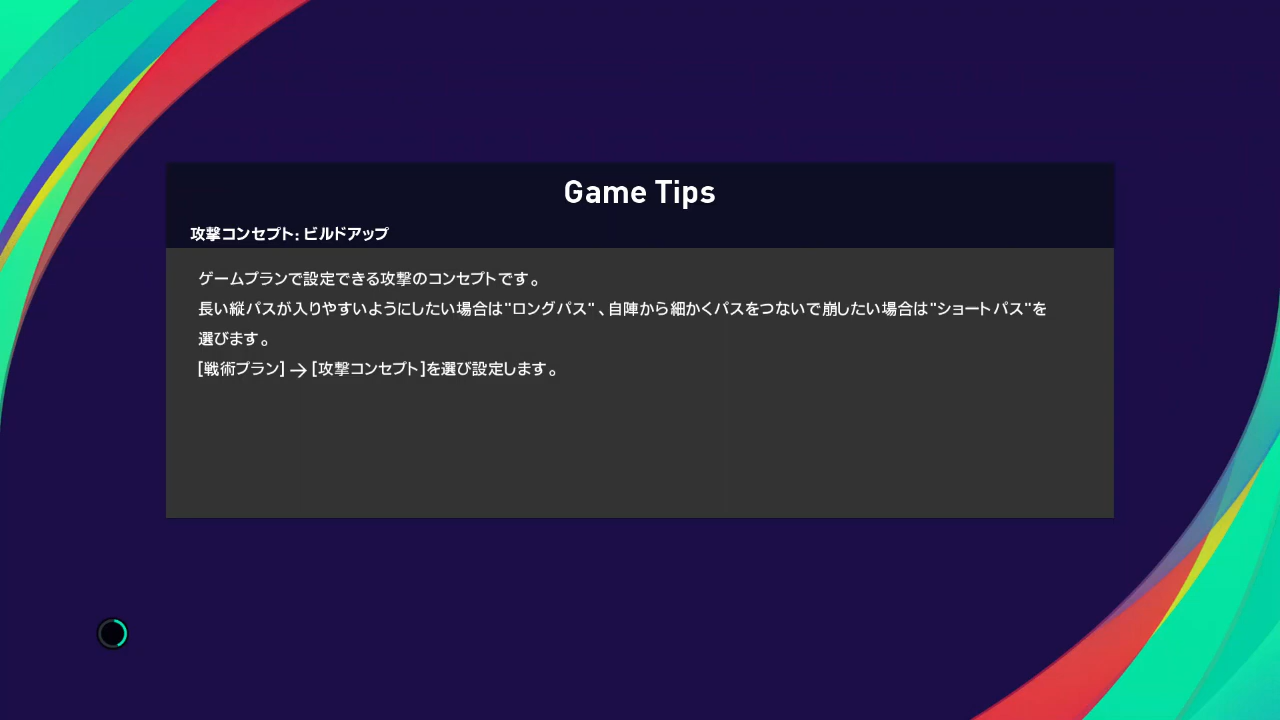 Game Tips
攻撃コンセプト: ビルドアップ
ゲームプランで設定できる攻撃のコンセプトです。
長い縦パスが入りやすいようにしたい場合は"ロングパス"、自陣から細かくパスをつないで崩したい場合は"ショートパス"を
選びます。
[戦術プラン] → [攻撃コンセプト]を選び設定します。